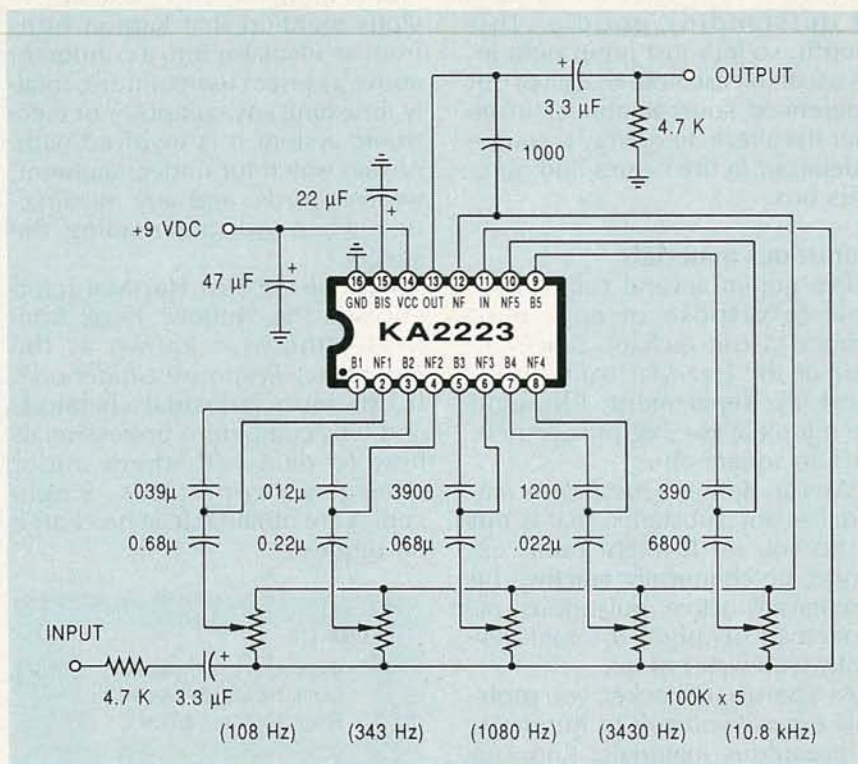 OUTPUT
3.3 µF
4.7 K
1000
22 µF
+9 VDC
47 µF
16 15 14 13 12 11 10 9
GND BIS VCC OUT NF IN NF5 B5
KA2223
B1 NF1 B2 NF2 B3 NF3 B4 NF4
1 2 3 4 5 6 7 8
.039µ .012µ 3900 1200 390
0.68µ 0.22µ .068µ .022µ 6800
INPUT
4.7 K 3.3 µF 100K x 5
(108 Hz) (343 Hz) (1080 Hz) (3430 Hz) (10.8 kHz)